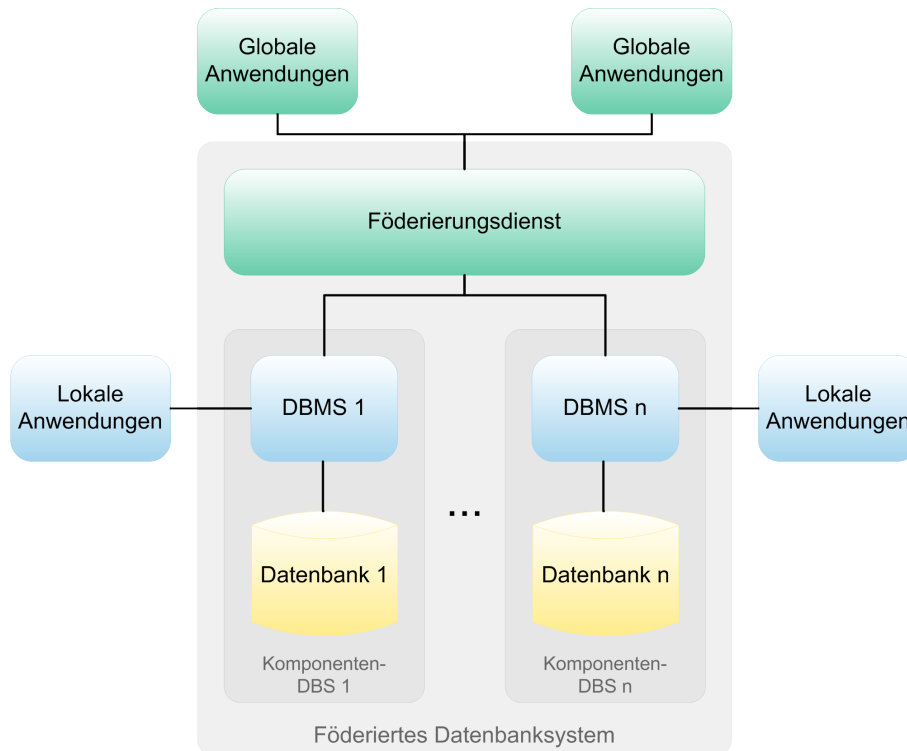 Globale
Anwendungen
Globale
Anwendungen
Föderierungsdienst
Lokale
Anwendungen
DBMS 1
DBMS n
Lokale
Anwendungen
...
Datenbank 1
Datenbank n
Komponenten-
DBS 1
Komponenten-
DBS n
Föderiertes Datenbanksystem